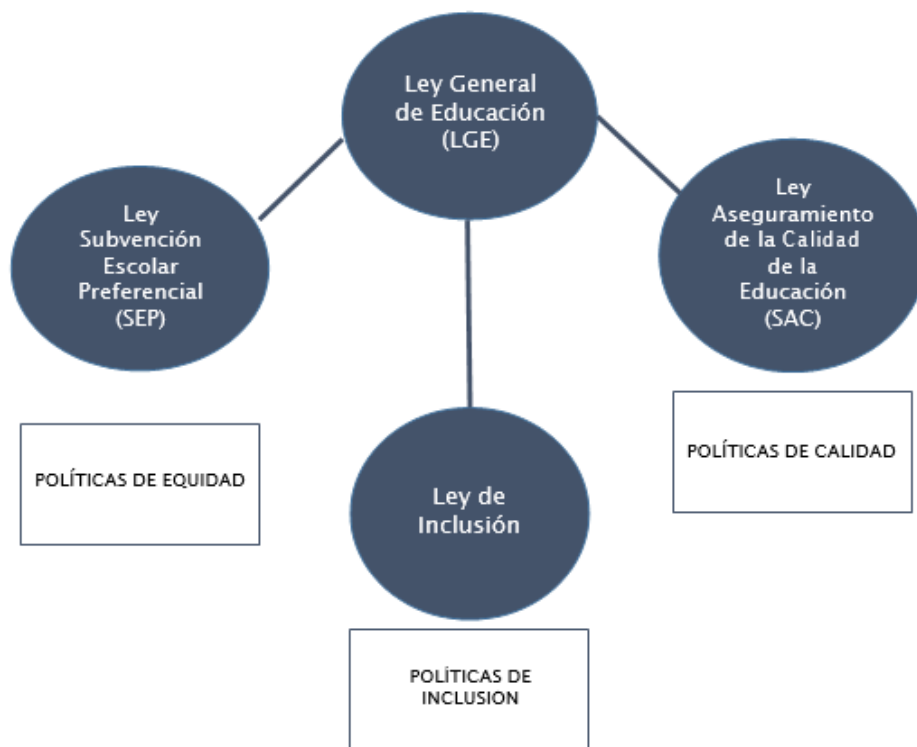 Ley General
de Educación
(LGE)
Ley
Subvención
Escolar
Preferencial
(SEP)
Ley
Aseguramiento
de la Calidad
de la
Educación
(SAC)
POLÍTICAS DE EQUIDAD
POLÍTICAS DE CALIDAD
Ley de
Inclusión
POLÍTICAS DE
INCLUSION